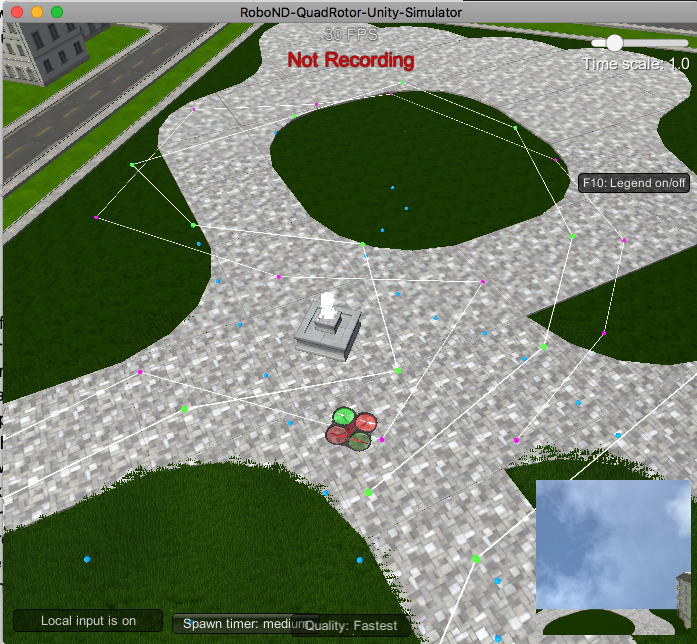 RoboND-QuadRotor-Unity-Simulator
30 FPS
Not Recording
Time scale: 1.0
F10: Legend on/off
Local input is on
Spawn timer: medium
Quality: Fastest